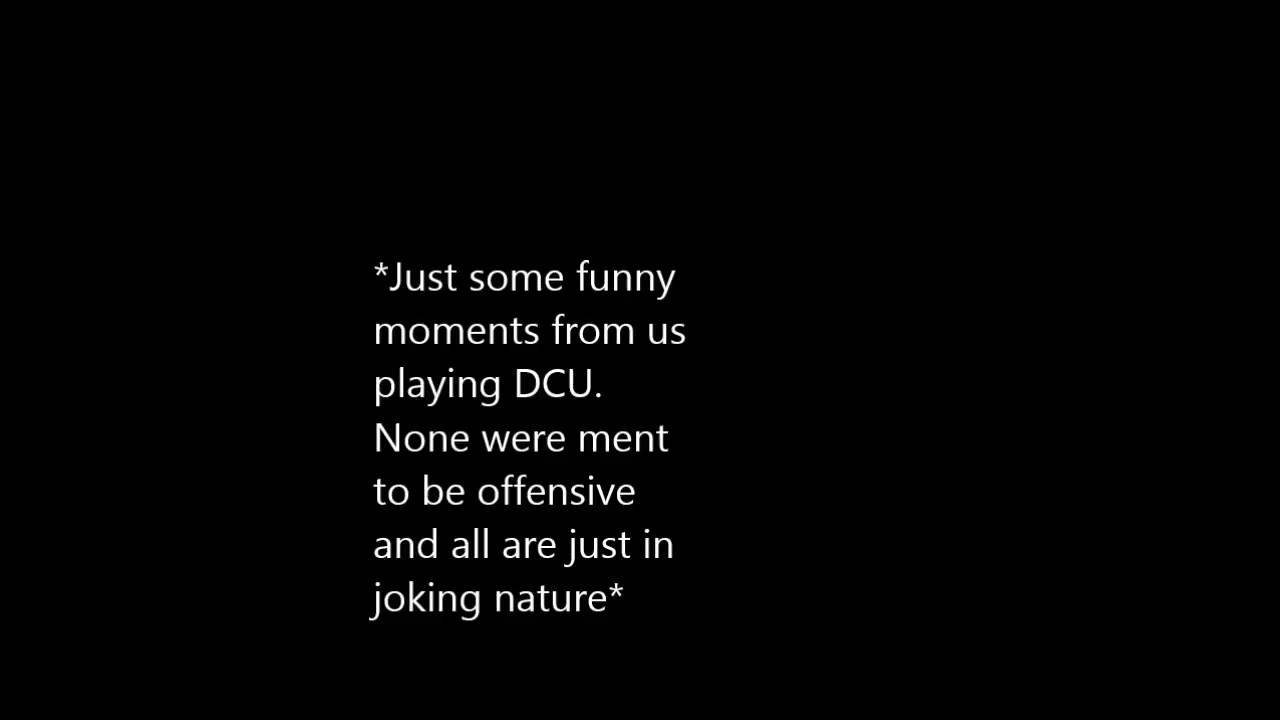 *Just some funny
moments from us
playing DCU.
None were ment
to be offensive
and all are just in
joking nature*